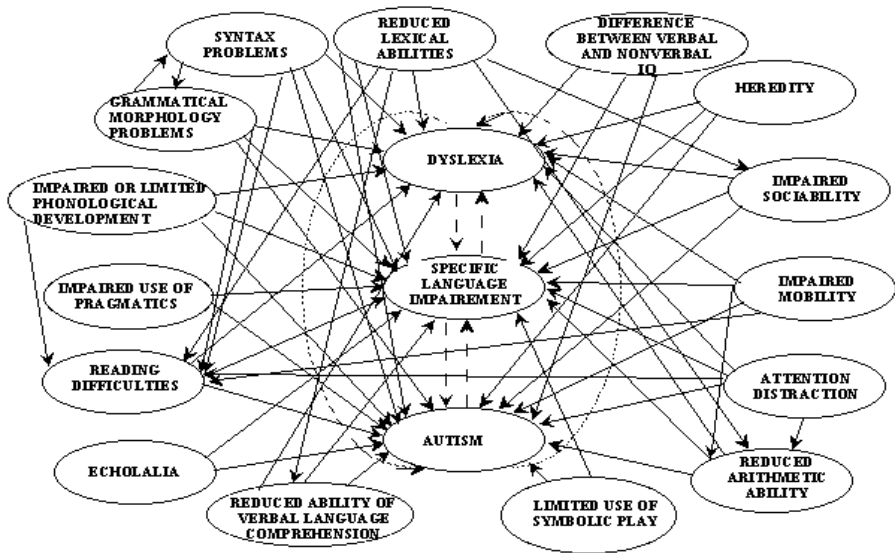 SYNTAX
PROBLEMS
REDUCED
LEXICAL
ABILITIES
DIFFERENCE
BETWEEN VERBAL
AND NONVERBAL
IQ
HEREDITY
GRAMMATICAL
MORPHOLOGY
PROBLEMS
DYSLEXIA
IMPAIRED OR LIMITED
PHONOLOGICAL
DEVELOPMENT
IMPAIRED
SOCIABILITY
SPECIFIC
LANGUAGE
IMPAIREMENT
IMPAIRED USE OF
PRAGMATICS
IMPAIRED
MOBILITY
READING
DIFFICULTIES
ATTENTION
DISTRACTION
AUTISM
ECHOLALIA
REDUCED
ARITHMETIC
ABILITY
REDUCED ABILITY OF
VERBAL LANGUAGE
COMPREHENSION
LIMITED USE OF
SYMBOLIC PLAY